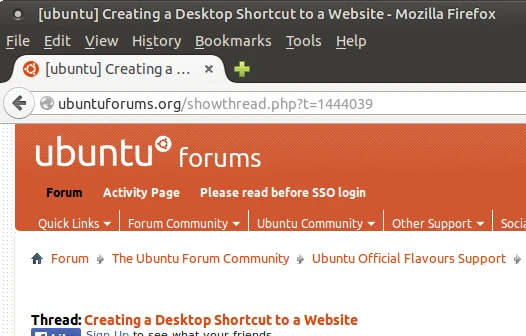 [ubuntu] Creating a Desktop Shortcut to a Website - Mozilla Firefox
File Edit View History Bookmarks Tools Help
[ubuntu] Creating a ... ×
ubuntuforums.org/showthread.php?t=1444039
ubuntu forums
Forum Activity Page Please read before SSO login
Quick Links Forum Community Ubuntu Community Other Support
Forum The Ubuntu Forum Community Ubuntu Official Flavours Support
Thread: Creating a Desktop Shortcut to a Website
Sign Up to see what your friends